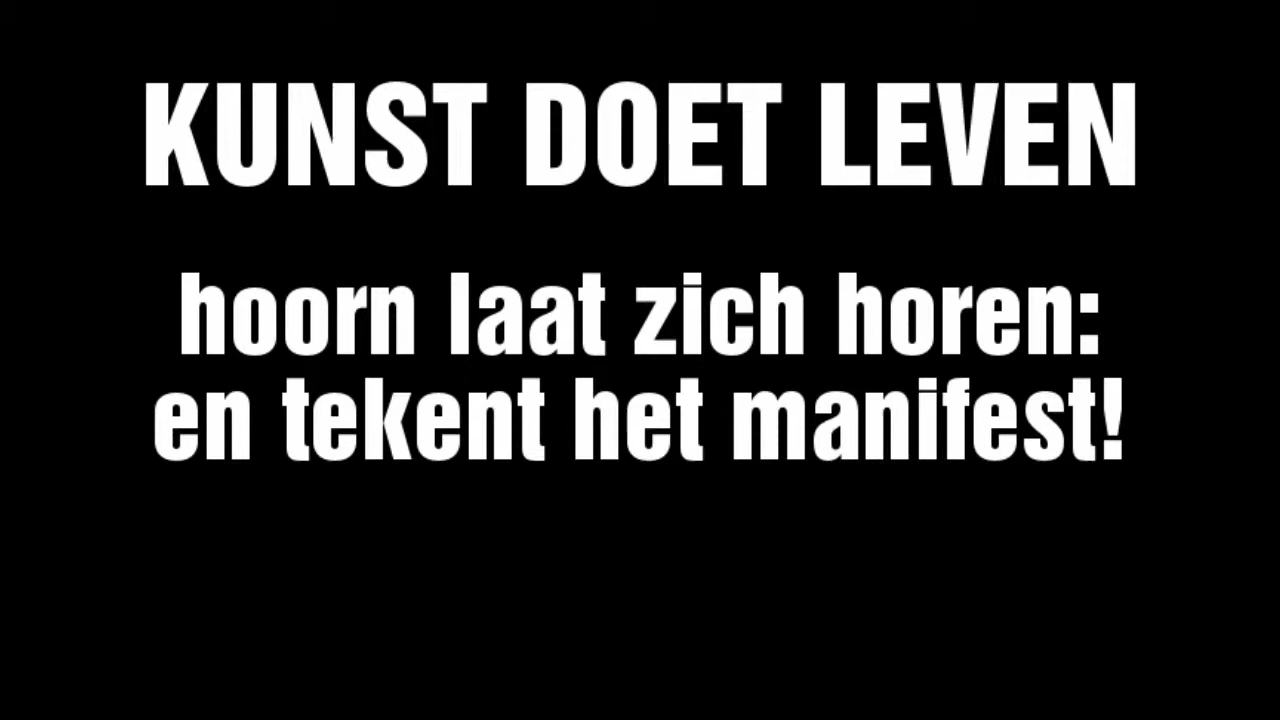 KUNST DOET LEVEN
hoorn laat zich horen:
en tekent het manifest!